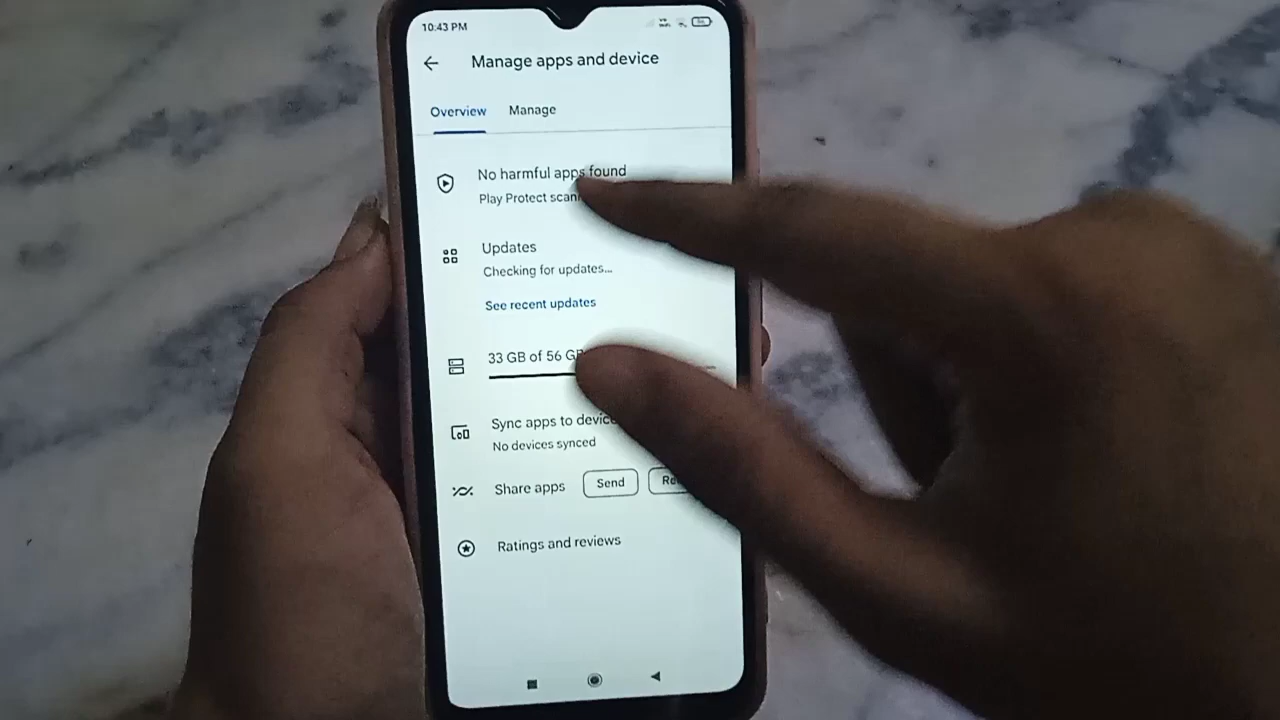 10:43 PM
Manage apps and device
Overview Manage
No harmful apps found
Play Protect
Updates
Checking for updates...
See recent updates
33 GB of 56
Sync apps to
No devices synced
Share apps Send
Ratings and reviews